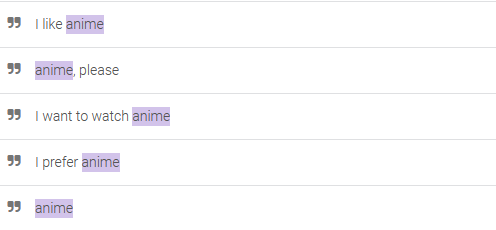 I like anime
anime, please
I want to watch anime
I prefer anime
anime